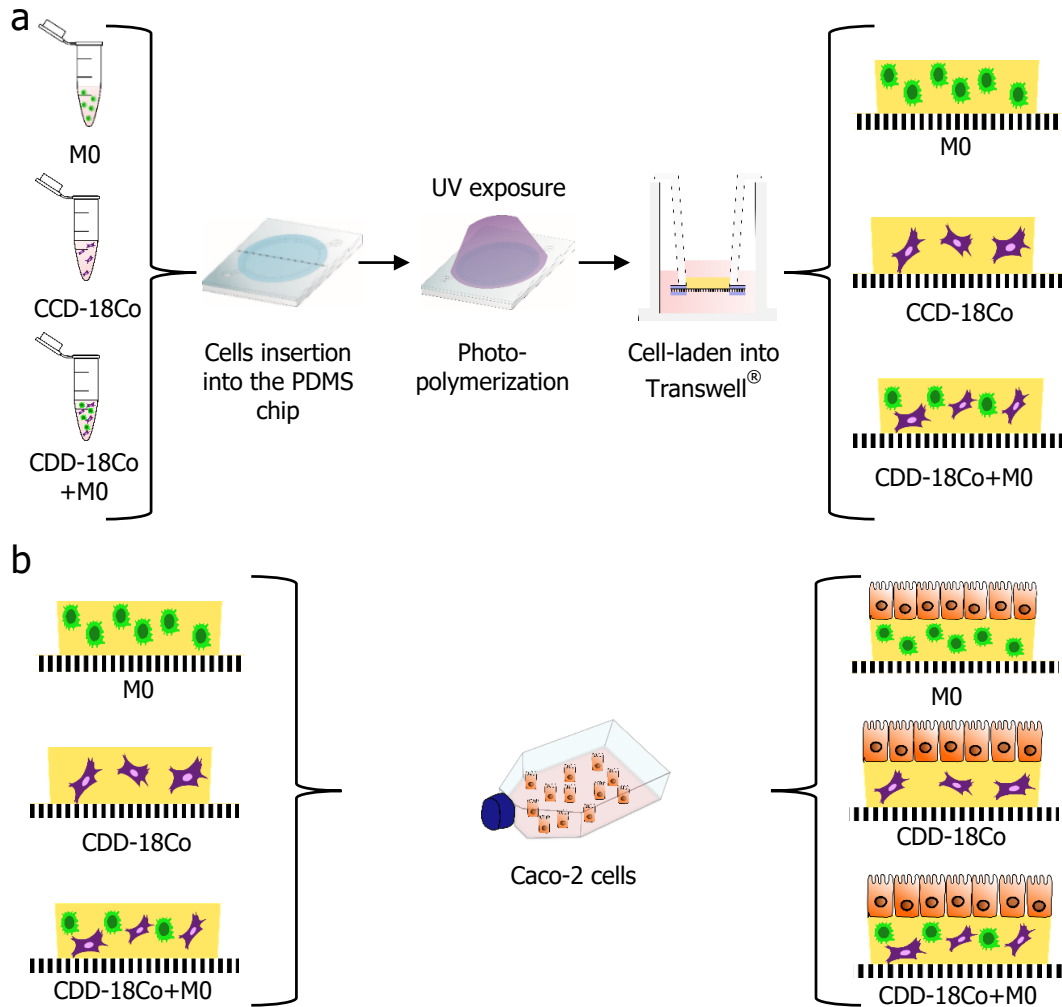 a
M0
CCD-18Co
CDD-18Co
+M0
Cells insertion
into the PDMS
chip
UV exposure
Photo-
polymerization
Cell-laden into
Transwell®
M0
CCD-18Co
CDD-18Co+M0
b
M0
CDD-18Co
CDD-18Co+M0
Caco-2 cells
M0
CDD-18Co
CDD-18Co+M0